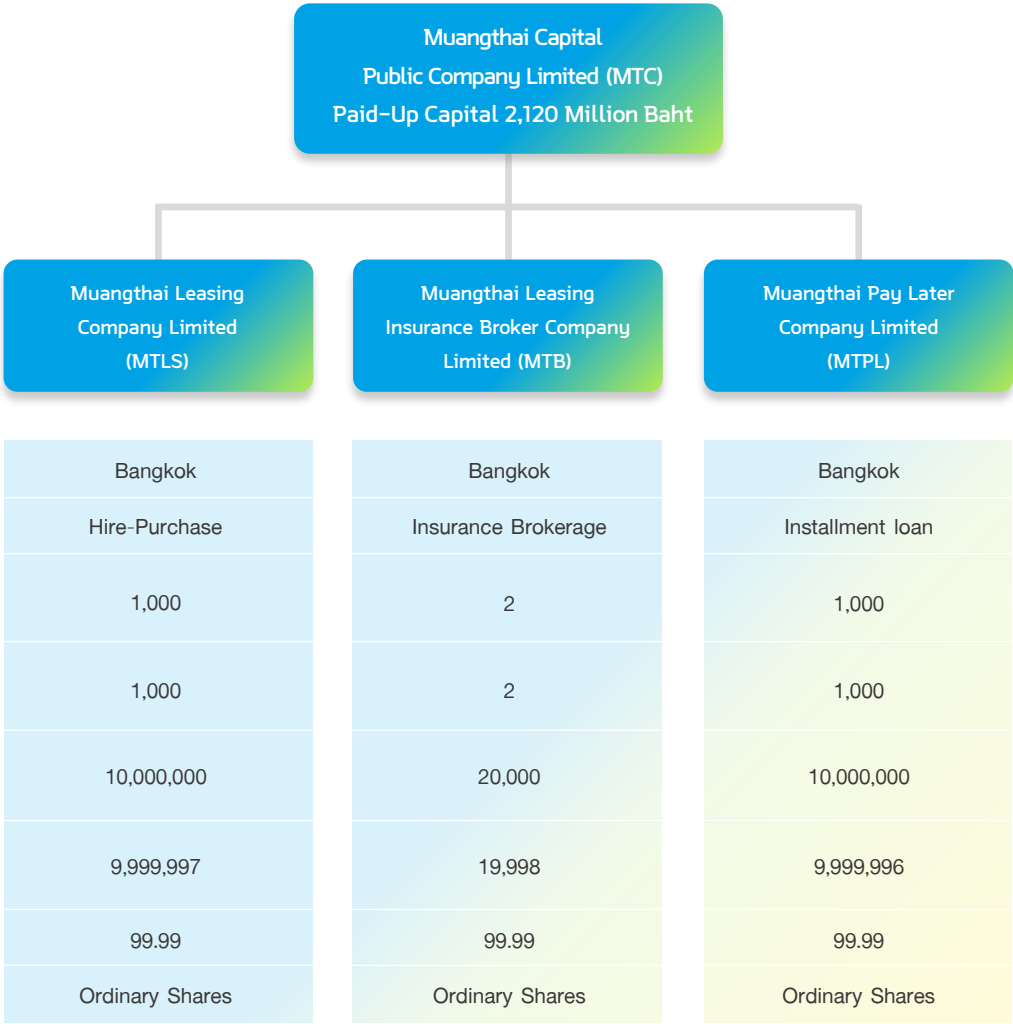 Muangthai Capital
Public Company Limited (MTC)
Paid-Up Capital 2,120 Million Baht
Muangthai Leasing
Company Limited
(MTLS)
Muangthai Leasing
Insurance Broker Company
Limited (MTB)
Muangthai Pay Later
Company Limited
(MTPL)
Bangkok Bangkok Bangkok
Hire-Purchase Insurance Brokerage Installment loan
1,000 2 1,000
1,000 2 1,000
10,000,000 20,000 10,000,000
9,999,997 19,998 9,999,996
99.99 99.99 99.99
Ordinary Shares Ordinary Shares Ordinary Shares